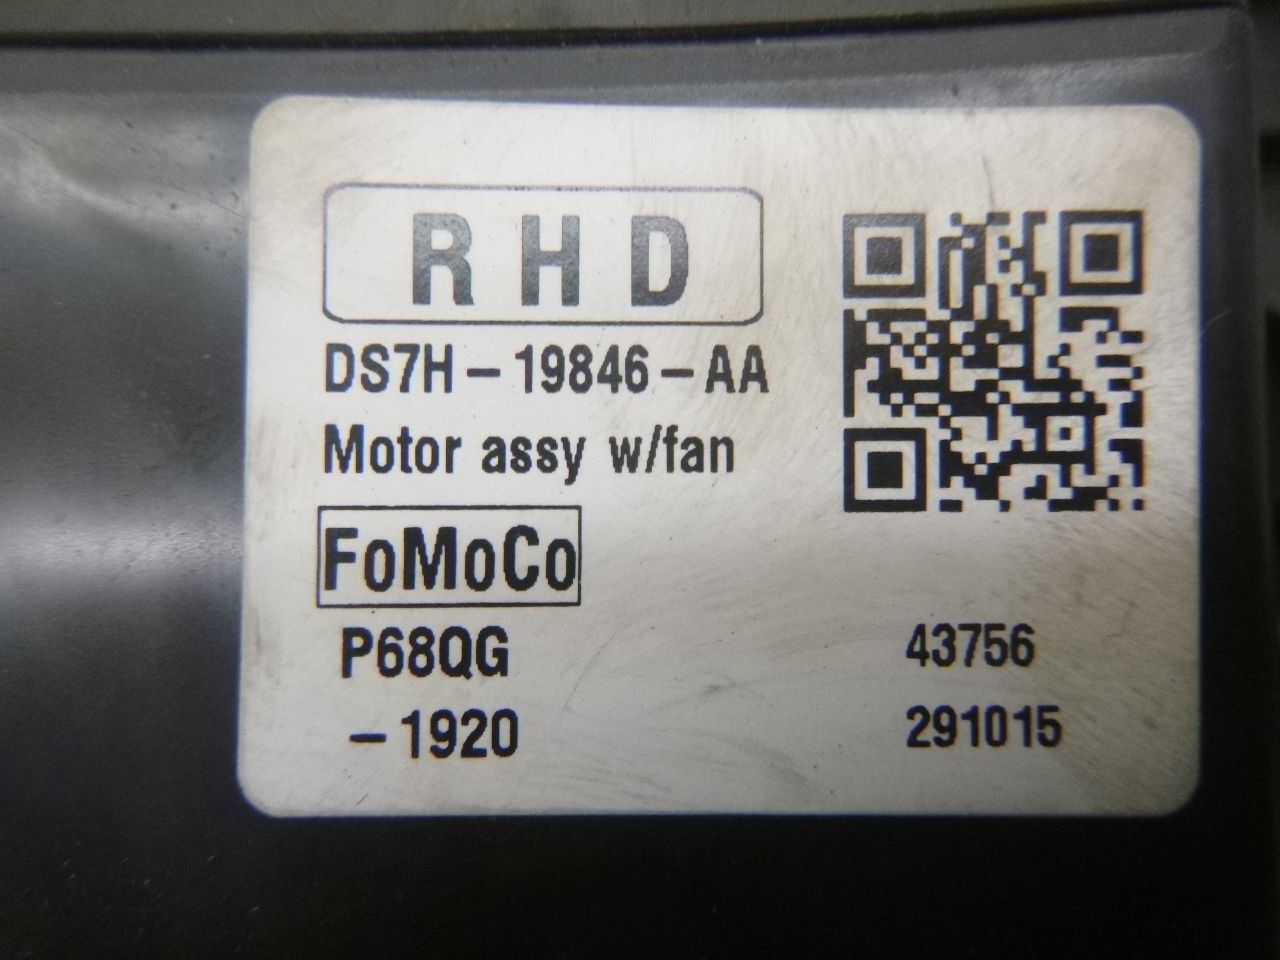 RHD
DS7H-19846-AA
Motor assy w/fan
FoMoCo
P68QG
43756
-1920
291015